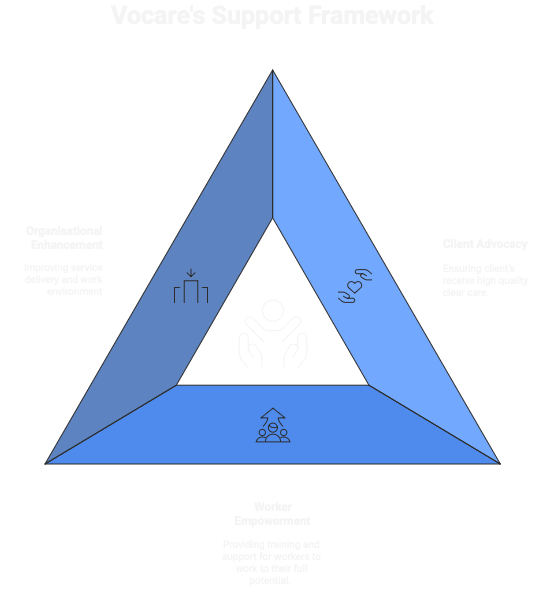 Vocare's Support Framework
Organisational
Enhancement
Improving service
delivery and work
environment
Client Advocacy
Ensuring client's
receive high quality
clear care.
Worker
Empowerment
Providing training and
support for workers to
work to their full
potential.